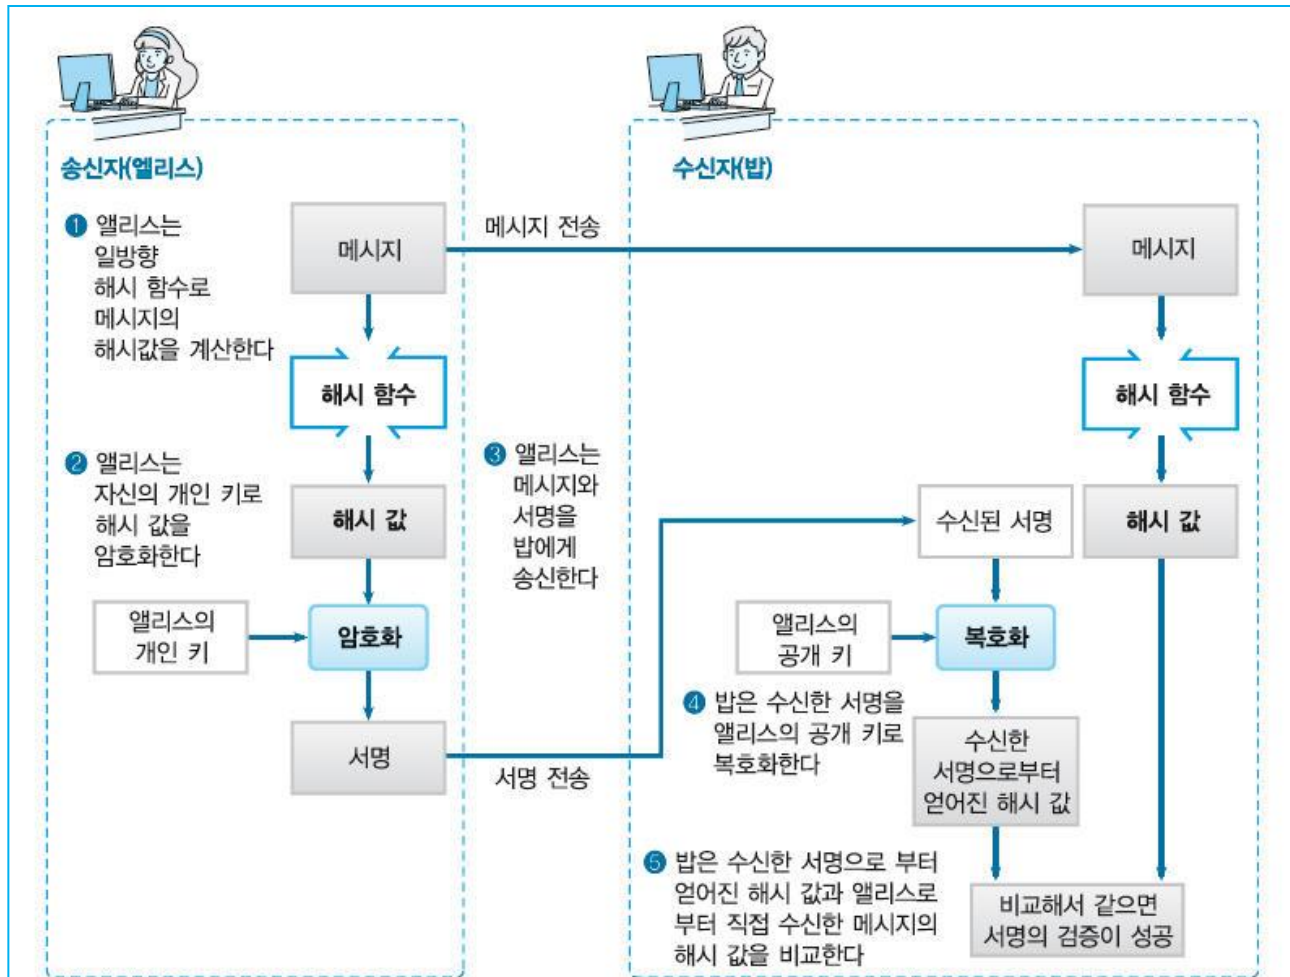 송신자(엘리스)
수신자(밥)
❶ 앨리스는
일방향
해시 함수로
메시지의
해시값을 계산한다
메시지
메시지 전송
메시지
해시 함수
해시 함수
❷ 앨리스는
자신의 개인 키로
해시 값을
암호화한다
해시 값
❸ 앨리스는
메시지와
서명을
밥에게
송신한다
수신된 서명
해시 값
앨리스의
개인 키
암호화
앨리스의
공개 키
복호화
서명
서명 전송
❹ 밥은 수신한 서명을
앨리스의 공개 키로
복호화한다
수신한
서명으로부터
얻어진 해시 값
❺ 밥은 수신한 서명으로 부터
얻어진 해시 값과 앨리스로
부터 직접 수신한 메시지의
해시 값을 비교한다
비교해서 같으면
서명의 검증이 성공